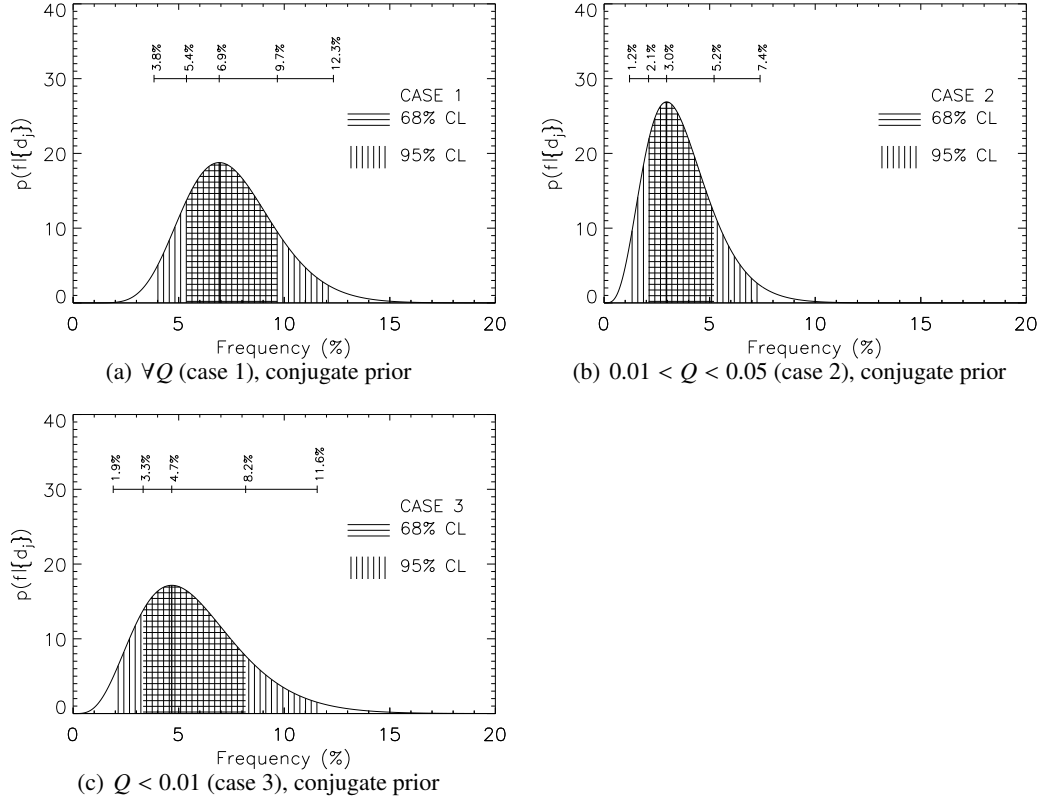 40
30
20
10
0
p(f|{d_j})
3.8%
5.4%
6.9%
9.7%
12.3%
CASE 1
68% CL
95% CL
0 5 10 15 20
Frequency (%)
(a) ∀Q (case 1), conjugate prior
40
30
20
10
0
p(f|{d_j})
1.2%
2.1%
3.0%
5.2%
7.4%
CASE 2
68% CL
95% CL
0 5 10 15 20
Frequency (%)
(b) 0.01 < Q < 0.05 (case 2), conjugate prior
40
30
20
10
0
p(f|{d_j})
1.9%
3.3%
4.7%
8.2%
11.6%
CASE 3
68% CL
95% CL
0 5 10 15 20
Frequency (%)
(c) Q < 0.01 (case 3), conjugate prior